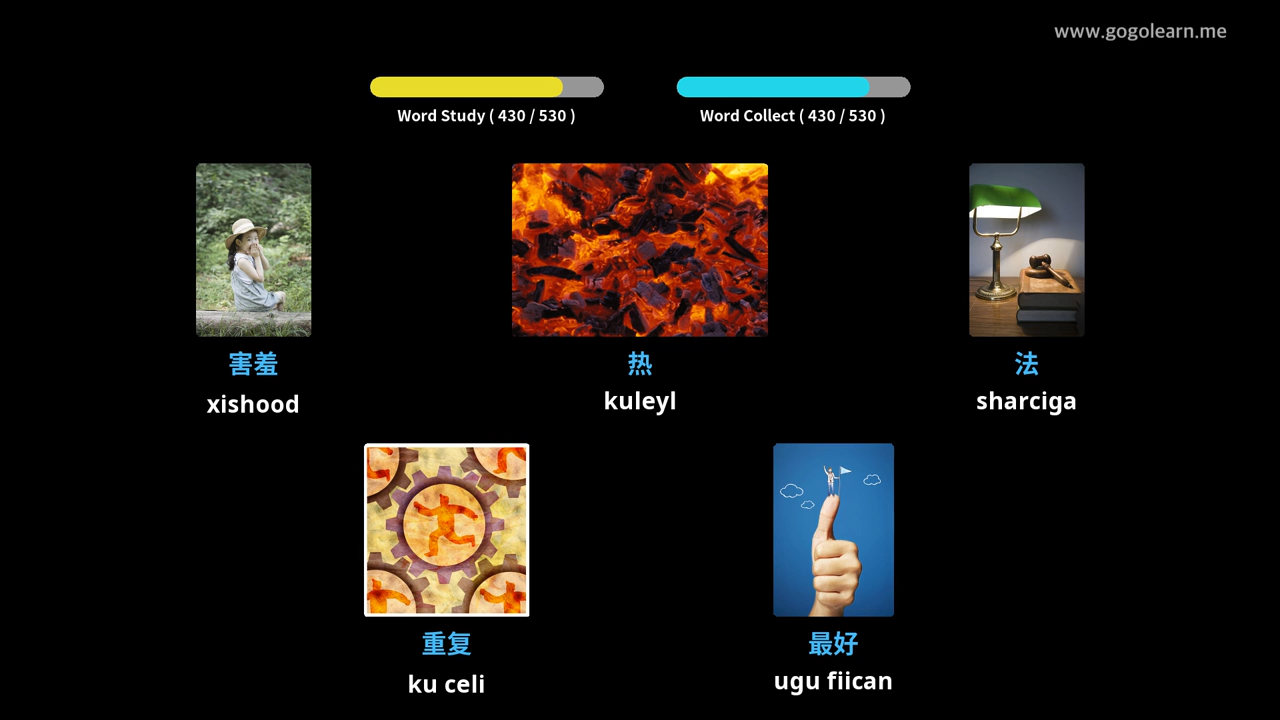 www.gogolearn.me
Word Study ( 430 / 530 )
Word Collect ( 430 / 530 )
害羞
xishood
热
kuleyl
法
sharciga
重复
ku celi
最好
ugu fiican